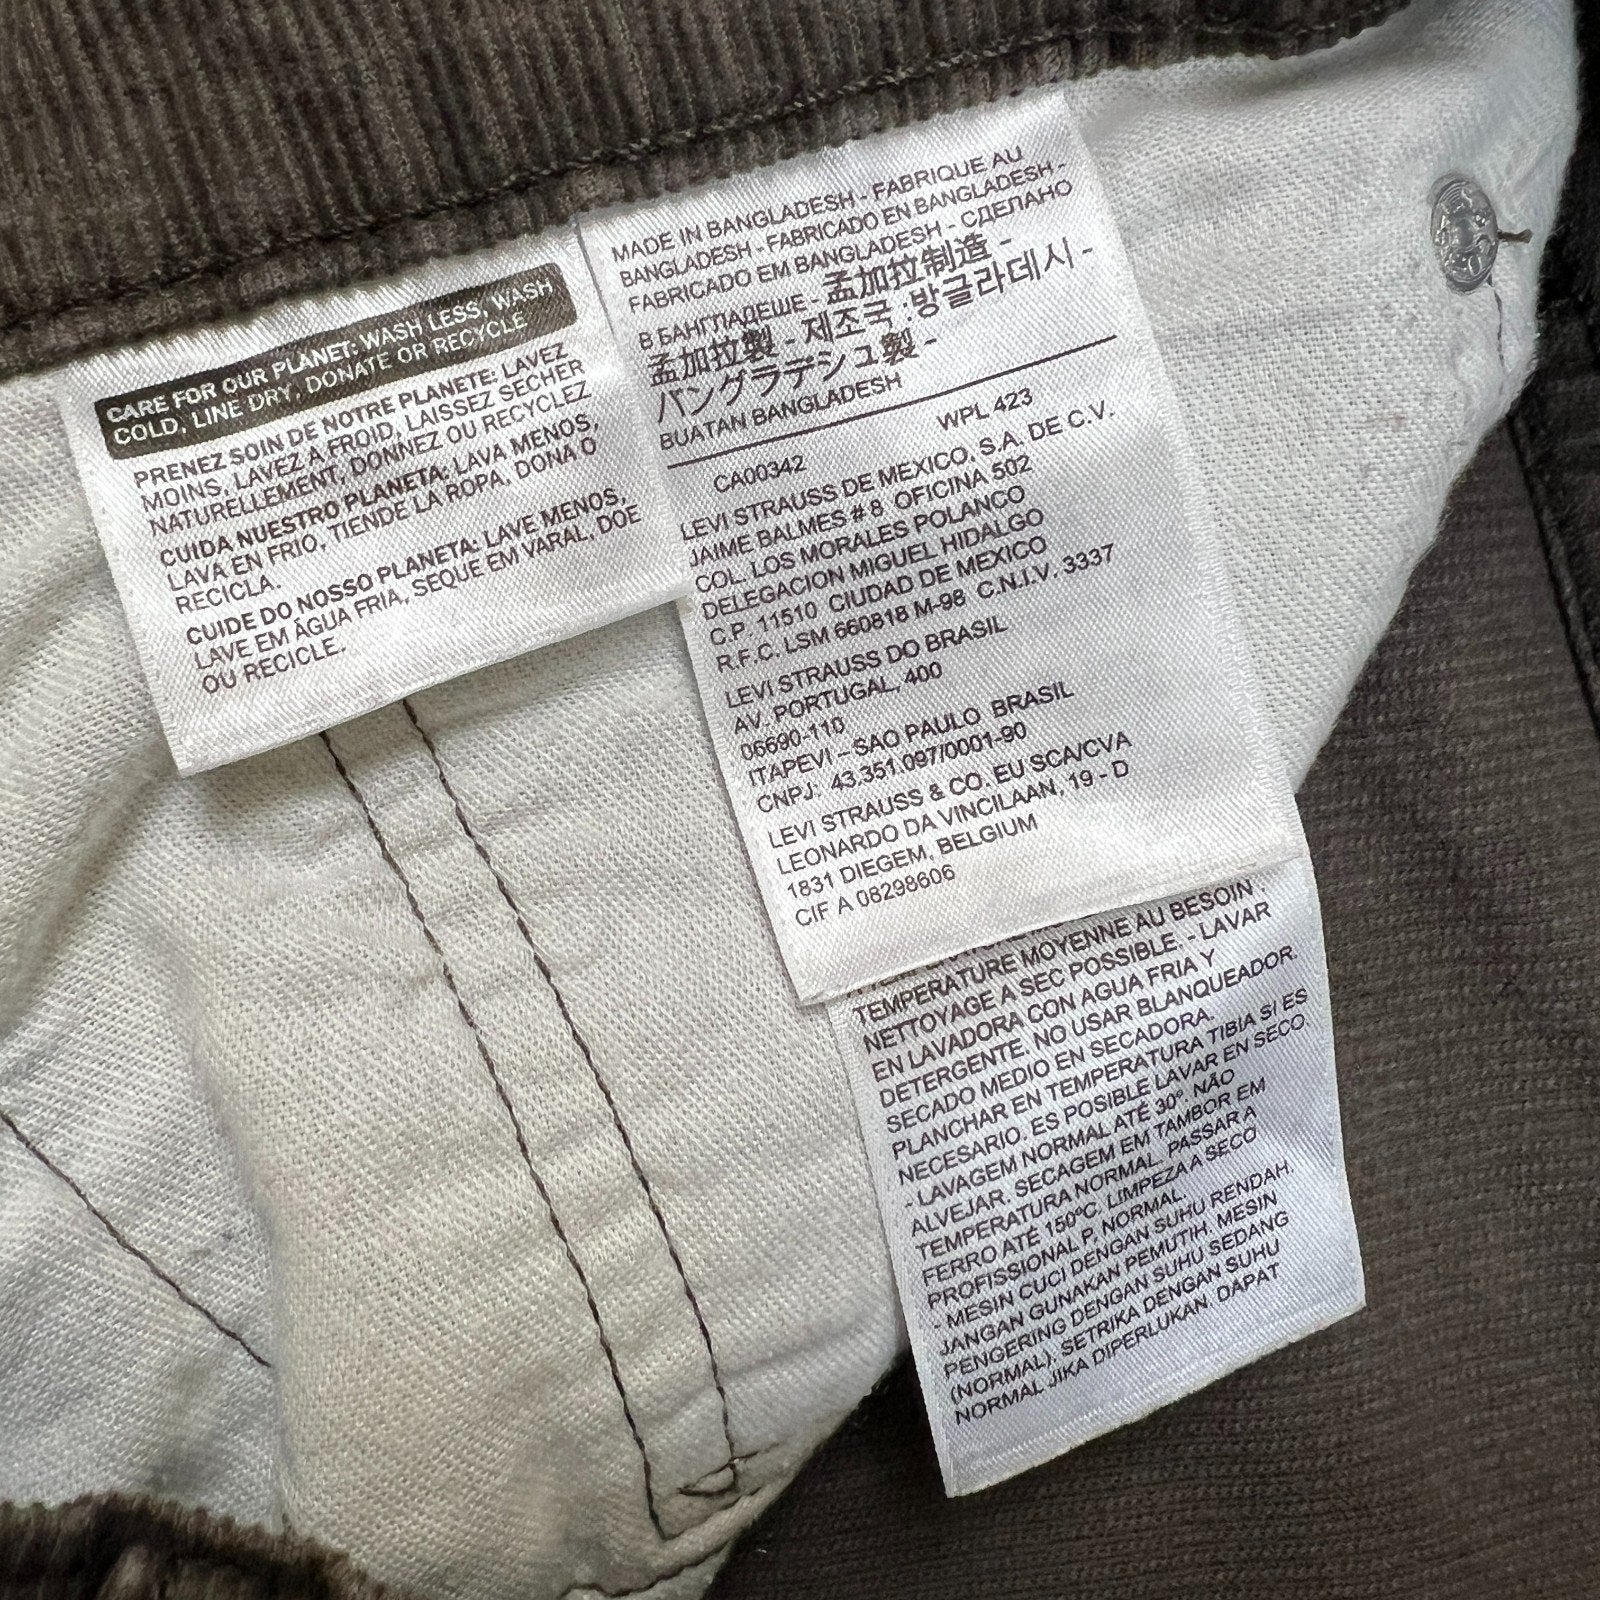 CARE FOR OUR PLANET: WASH LESS, WASH
COLD, LINE DRY, DONATE OR RECYCLE
PRENEZ SOIN DE NOTRE PLANETE: LAVEZ
MOINS, LAVEZ A FROID, LAISSEZ SECHER
NATURELLEMENT, DONNEZ OU RECYCLEZ
CUIDA NUESTRO PLANETA: LAVA MENOS,
LAVA EN FRIO, TIENDE LA ROPA, DONA O
RECICLA.
CUIDE DO NOSSO PLANETA: LAVE MENOS,
LAVE EM ÁGUA FRIA, SEQUE EM VARAL, DOE
OU RECICLE.
MADE IN BANGLADESH - FABRIQUE AU
BANGLADESH - FABRICADO EN BANGLADESH -
FABRICADO EM BANGLADESH - СДЕЛАНО
В БАНГЛАДЕШЕ - 孟加拉制造 -
孟加拉製 - 제조국 :방글라데시 -
バングラデシュ製 -
BUATAN BANGLADESH
CA00342 WPL 423
LEVI STRAUSS DE MEXICO, S.A. DE C.V.
JAIME BALMES # 8 OFICINA 502
COL. LOS MORALES POLANCO
DELEGACION MIGUEL HIDALGO
C.P. 11510 CIUDAD DE MEXICO
R.F.C. LSM 660818 M-98 C.N.I.V. 3337
LEVI STRAUSS DO BRASIL
AV. PORTUGAL, 400
06690-110
ITAPEVI – SAO PAULO BRASIL
CNPJ: 43.351.097/0001-90
LEVI STRAUSS & CO. EU SCA/CVA
LEONARDO DA VINCILAAN, 19 - D
1831 DIEGEM, BELGIUM
CIF A 08298606
TEMPERATURE MOYENNE AU BESOIN .
NETTOYAGE A SEC POSSIBLE. - LAVAR
EN LAVADORA CON AGUA FRIA Y
DETERGENTE. NO USAR BLANQUEADOR.
SECADO MEDIO EN SECADORA.
PLANCHAR EN TEMPERATURA TIBIA SI ES
NECESARIO. ES POSIBLE LAVAR EN SECO.
- LAVAGEM NORMAL ATÉ 30º. NÃO
ALVEJAR. SECAGEM EM TAMBOR EM
TEMPERATURA NORMAL. PASSAR A
FERRO ATÉ 150ºC. LIMPEZA A SECO
PROFISSIONAL P, NORMAL.
- MESIN CUCI DENGAN SUHU RENDAH.
JANGAN GUNAKAN PEMUTIH. MESIN
PENGERING DENGAN SUHU SEDANG
(NORMAL). SETRIKA DENGAN SUHU
NORMAL JIKA DIPERLUKAN. DAPAT